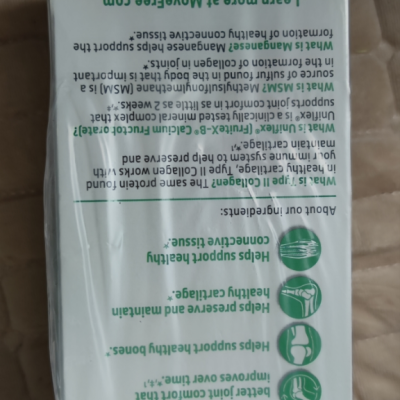 better joint comfort that
improves over time.*,‡,¹
Helps support healthy bones.*
Helps preserve and maintain
healthy cartilage.*
Helps support healthy
connective tissue.*
About our ingredients:
What is Type II Collagen? The same protein found
in healthy cartilage, Type II Collagen works with
your immune system to help preserve and
maintain cartilage.*
What is Uniflex® (FruiteX-B® Calcium Fructoborate)?
Uniflex® is a clinically tested mineral complex that
supports joint comfort in as little as 2 weeks.*
What is MSM? Methylsulfonylmethane (MSM) is a
source of sulfur found in the body that is important
in the formation of collagen in joints.*
What is Manganese? Manganese helps support the
formation of healthy connective tissue.*
Learn more at MoveFree.com